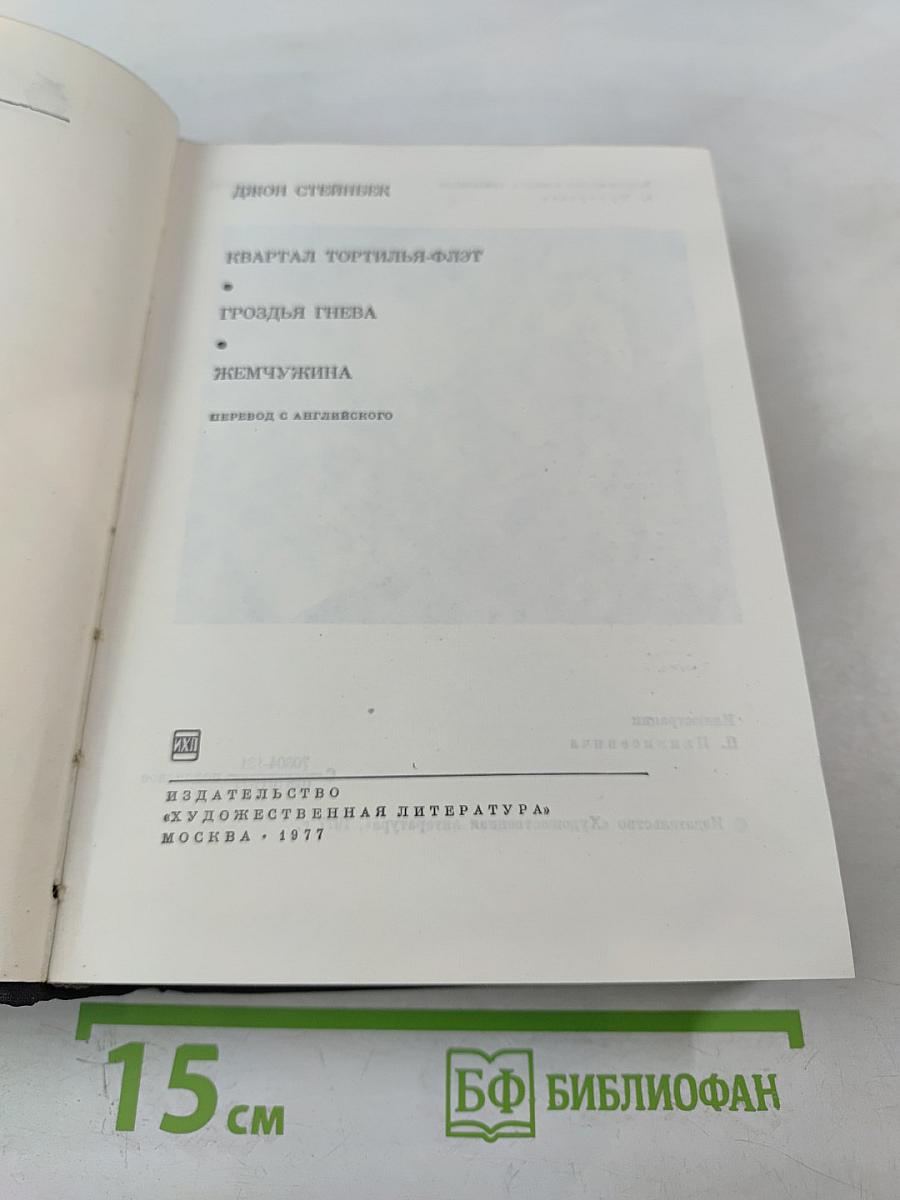 ДЖОН СТЕЙНБЕК
КВАРТАЛ ТОРТИЛЬЯ-ФЛЭТ
•
ГРОЗДЬЯ ГНЕВА
•
ЖЕМЧУЖИНА
ПЕРЕВОД С АНГЛИЙСКОГО
ИХЛ
ИЗДАТЕЛЬСТВО
«ХУДОЖЕСТВЕННАЯ ЛИТЕРАТУРА»
МОСКВА • 1977
15 см
БФ БИБЛИОФАН